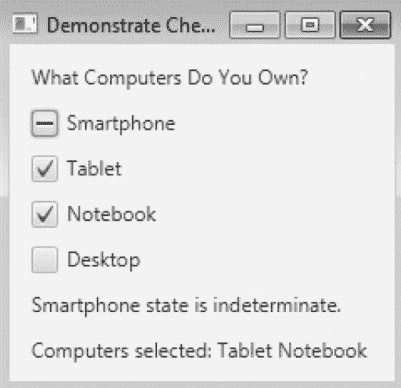 Demonstrate Che...
What Computers Do You Own?
Smartphone
Tablet
Notebook
Desktop
Smartphone state is indeterminate.
Computers selected: Tablet Notebook